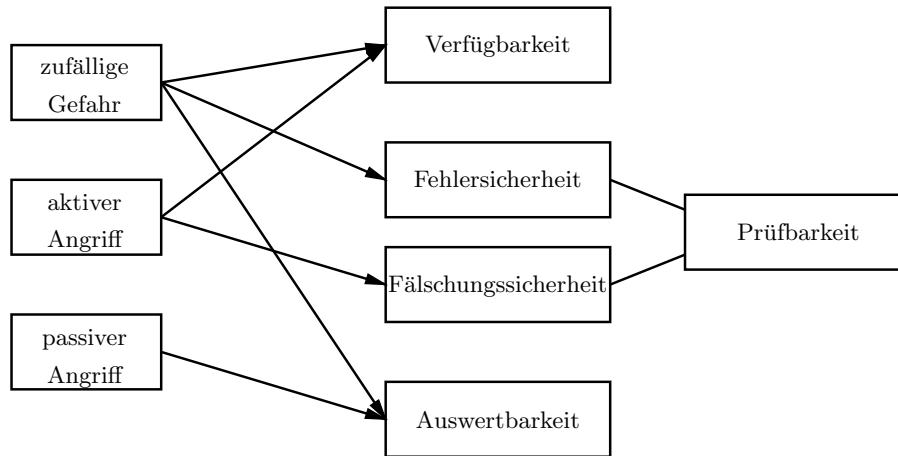 zufällige
Gefahr
aktiver
Angriff
passiver
Angriff
Verfügbarkeit
Fehlersicherheit
Fälschungssicherheit
Auswertbarkeit
Prüfbarkeit